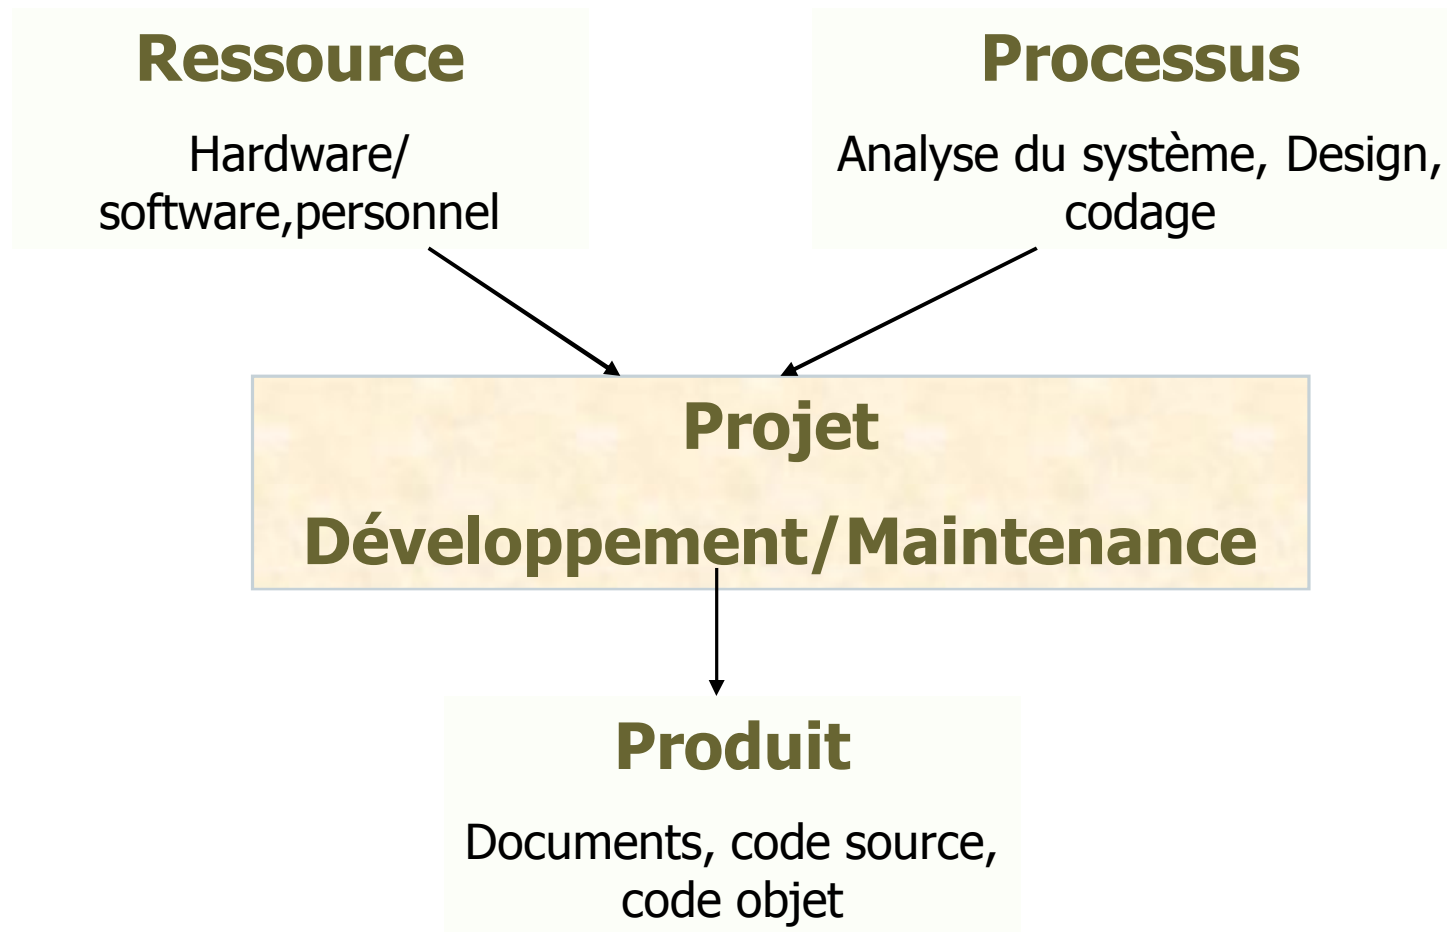 Ressource
Hardware/
software,personnel
Processus
Analyse du système, Design,
codage
Projet
Développement/Maintenance
Produit
Documents, code source,
code objet